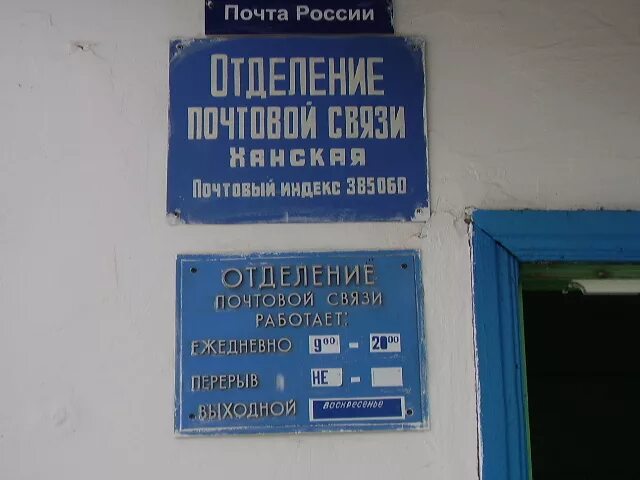 Почта России
ОТДЕЛЕНИЕ
ПОЧТОВОЙ СВЯЗИ
ХАНСКАЯ
Почтовый индекс 385060
ОТДЕЛЕНИЕ
ПОЧТОВОЙ СВЯЗИ
РАБОТАЕТ:
ЕЖЕДНЕВНО 9⁰⁰ - 20⁰⁰
ПЕРЕРЫВ НЕ -
ВЫХОДНОЙ воскресенье